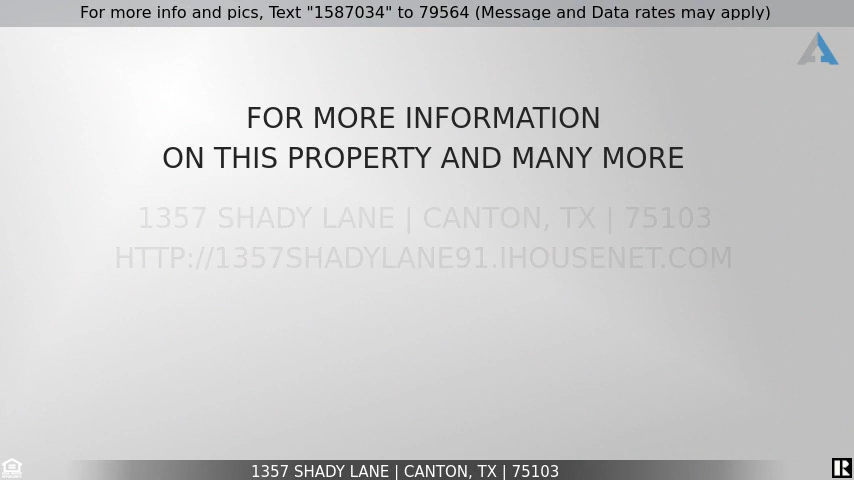 For more info and pics, Text "1587034" to 79564 (Message and Data rates may apply)
FOR MORE INFORMATION
ON THIS PROPERTY AND MANY MORE
1357 SHADY LANE | CANTON, TX | 75103
HTTP://1357SHADYLANE91.IHOUSENET.COM
1357 SHADY LANE | CANTON, TX | 75103